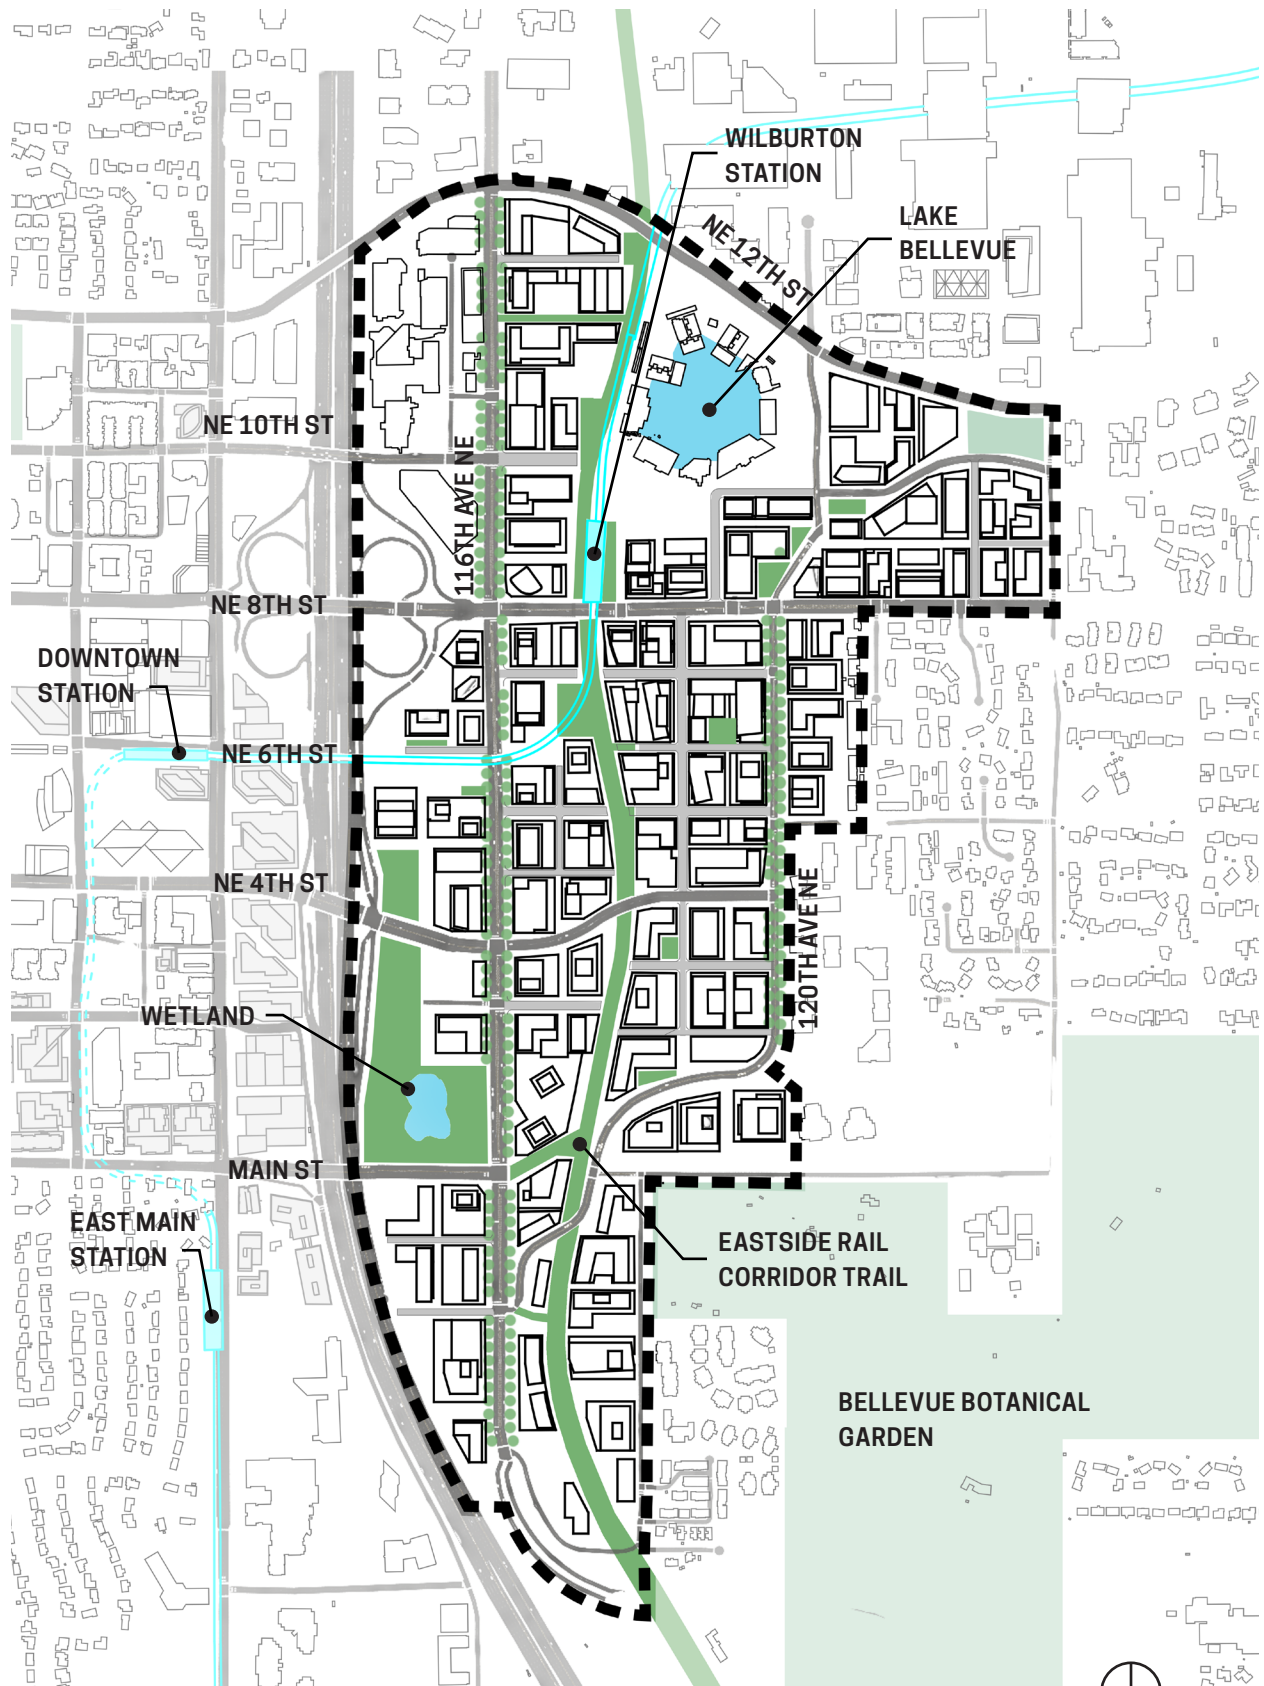 WILBURTON
STATION
LAKE
BELLEVUE
NE 12TH ST
NE 10TH ST
116TH AVE NE
NE 8TH ST
DOWNTOWN
STATION
NE 6TH ST
NE 4TH ST
120TH AVE NE
WETLAND
MAIN ST
EAST MAIN
STATION
EASTSIDE RAIL
CORRIDOR TRAIL
BELLEVUE BOTANICAL
GARDEN